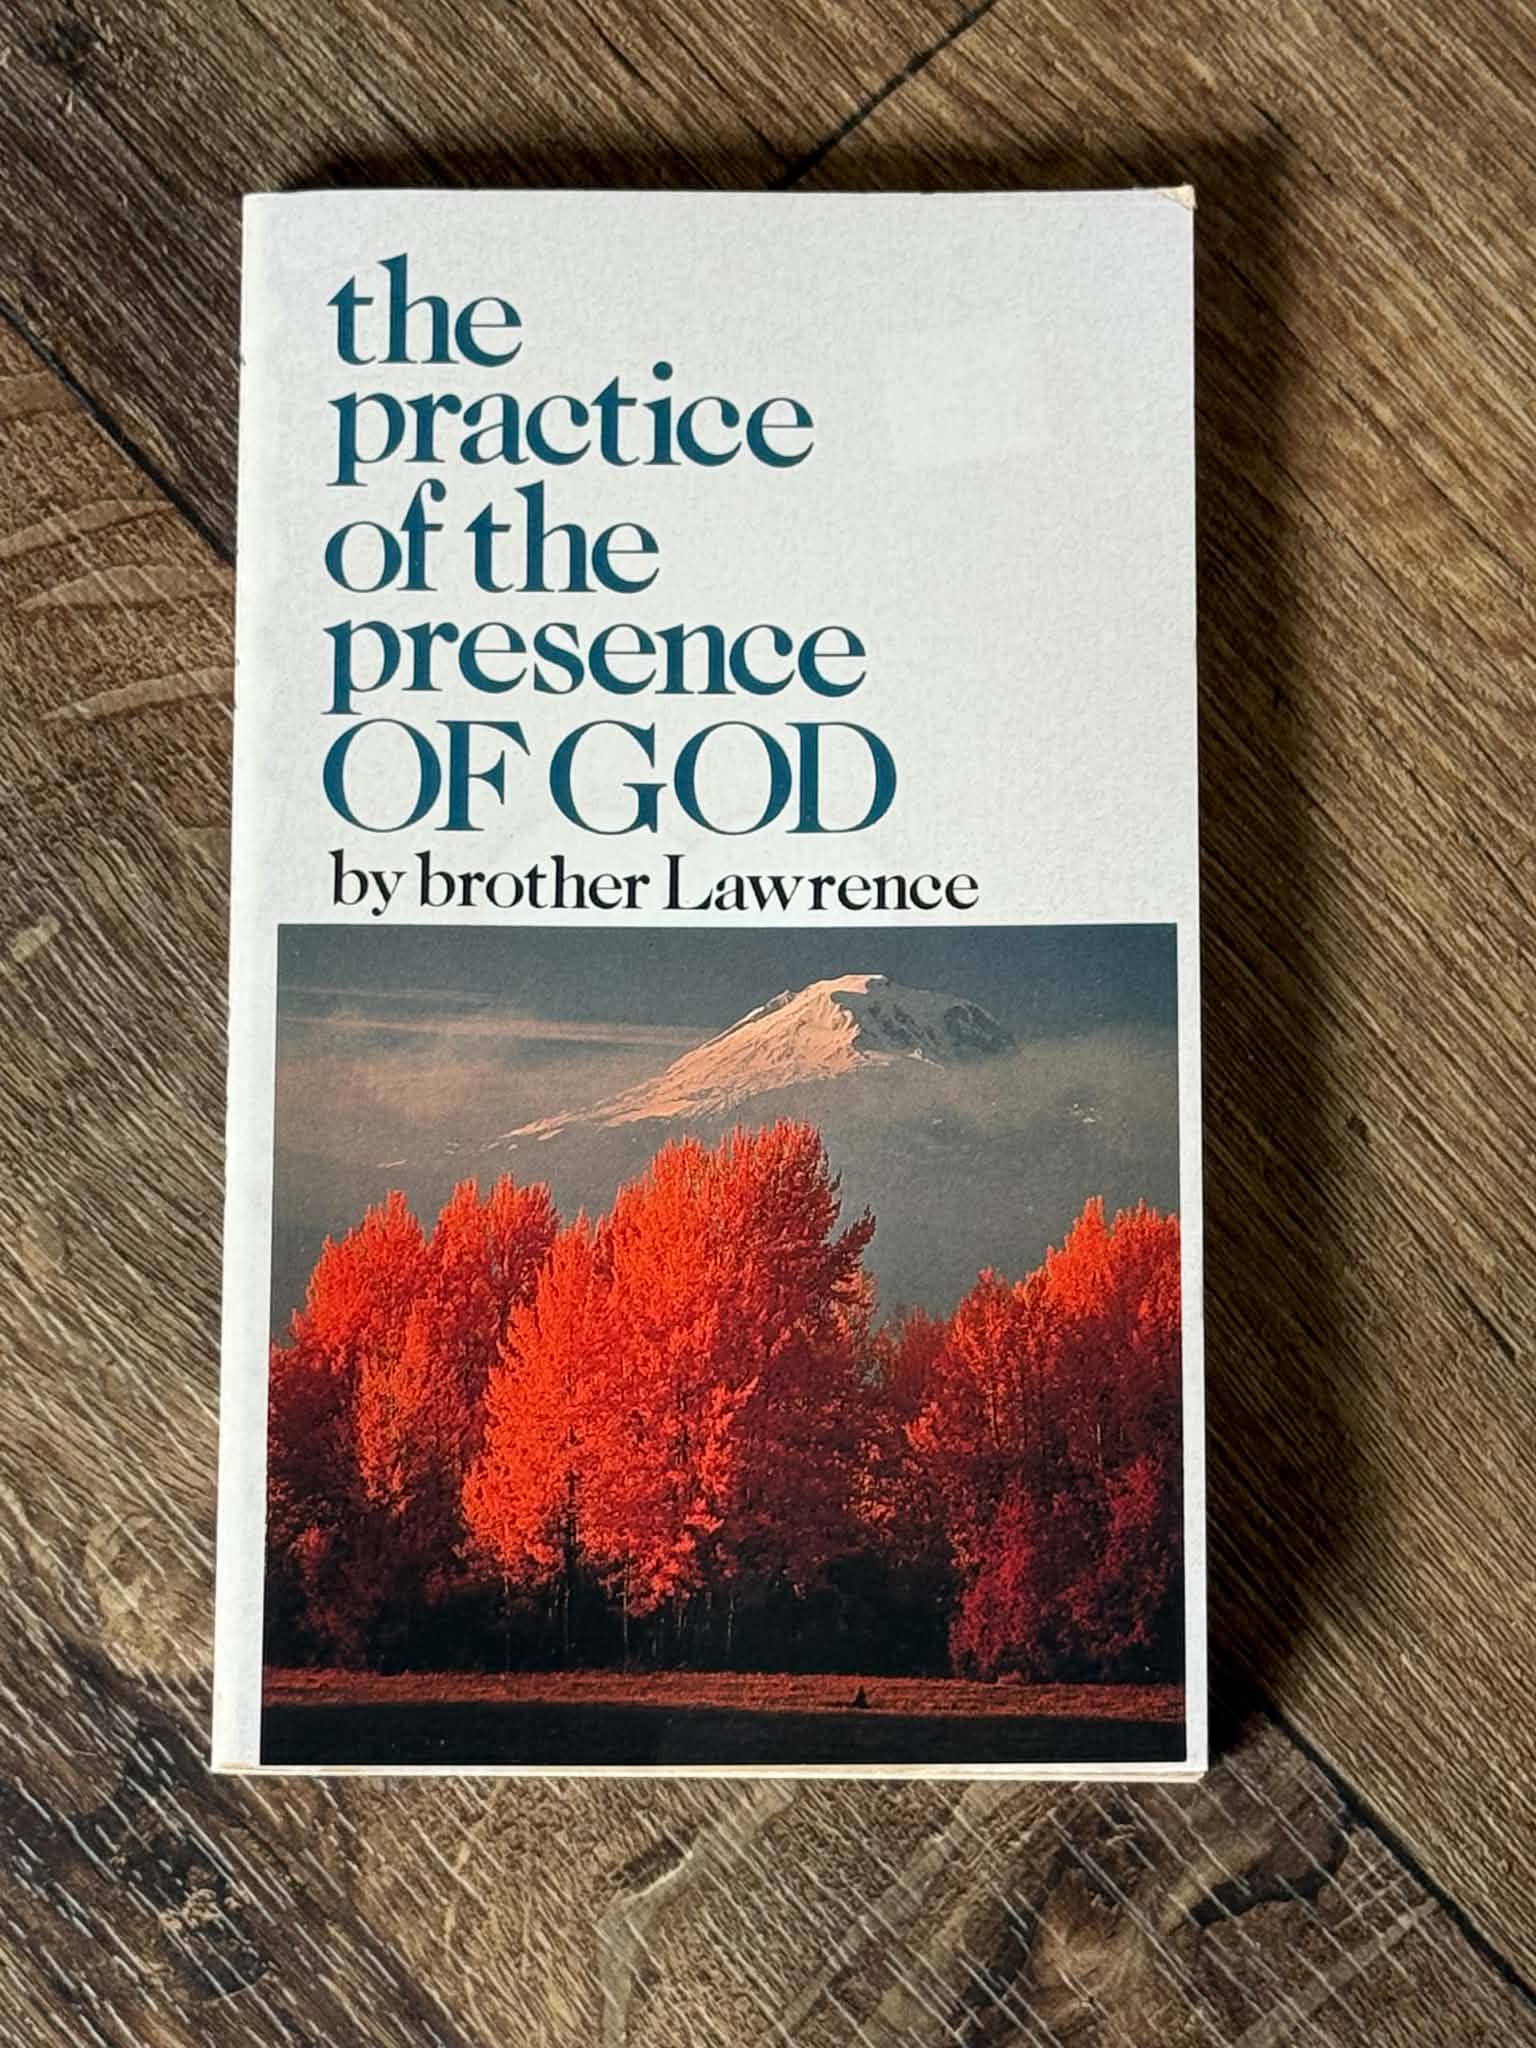 the
practice
of the
presence
OF GOD
by brother Lawrence